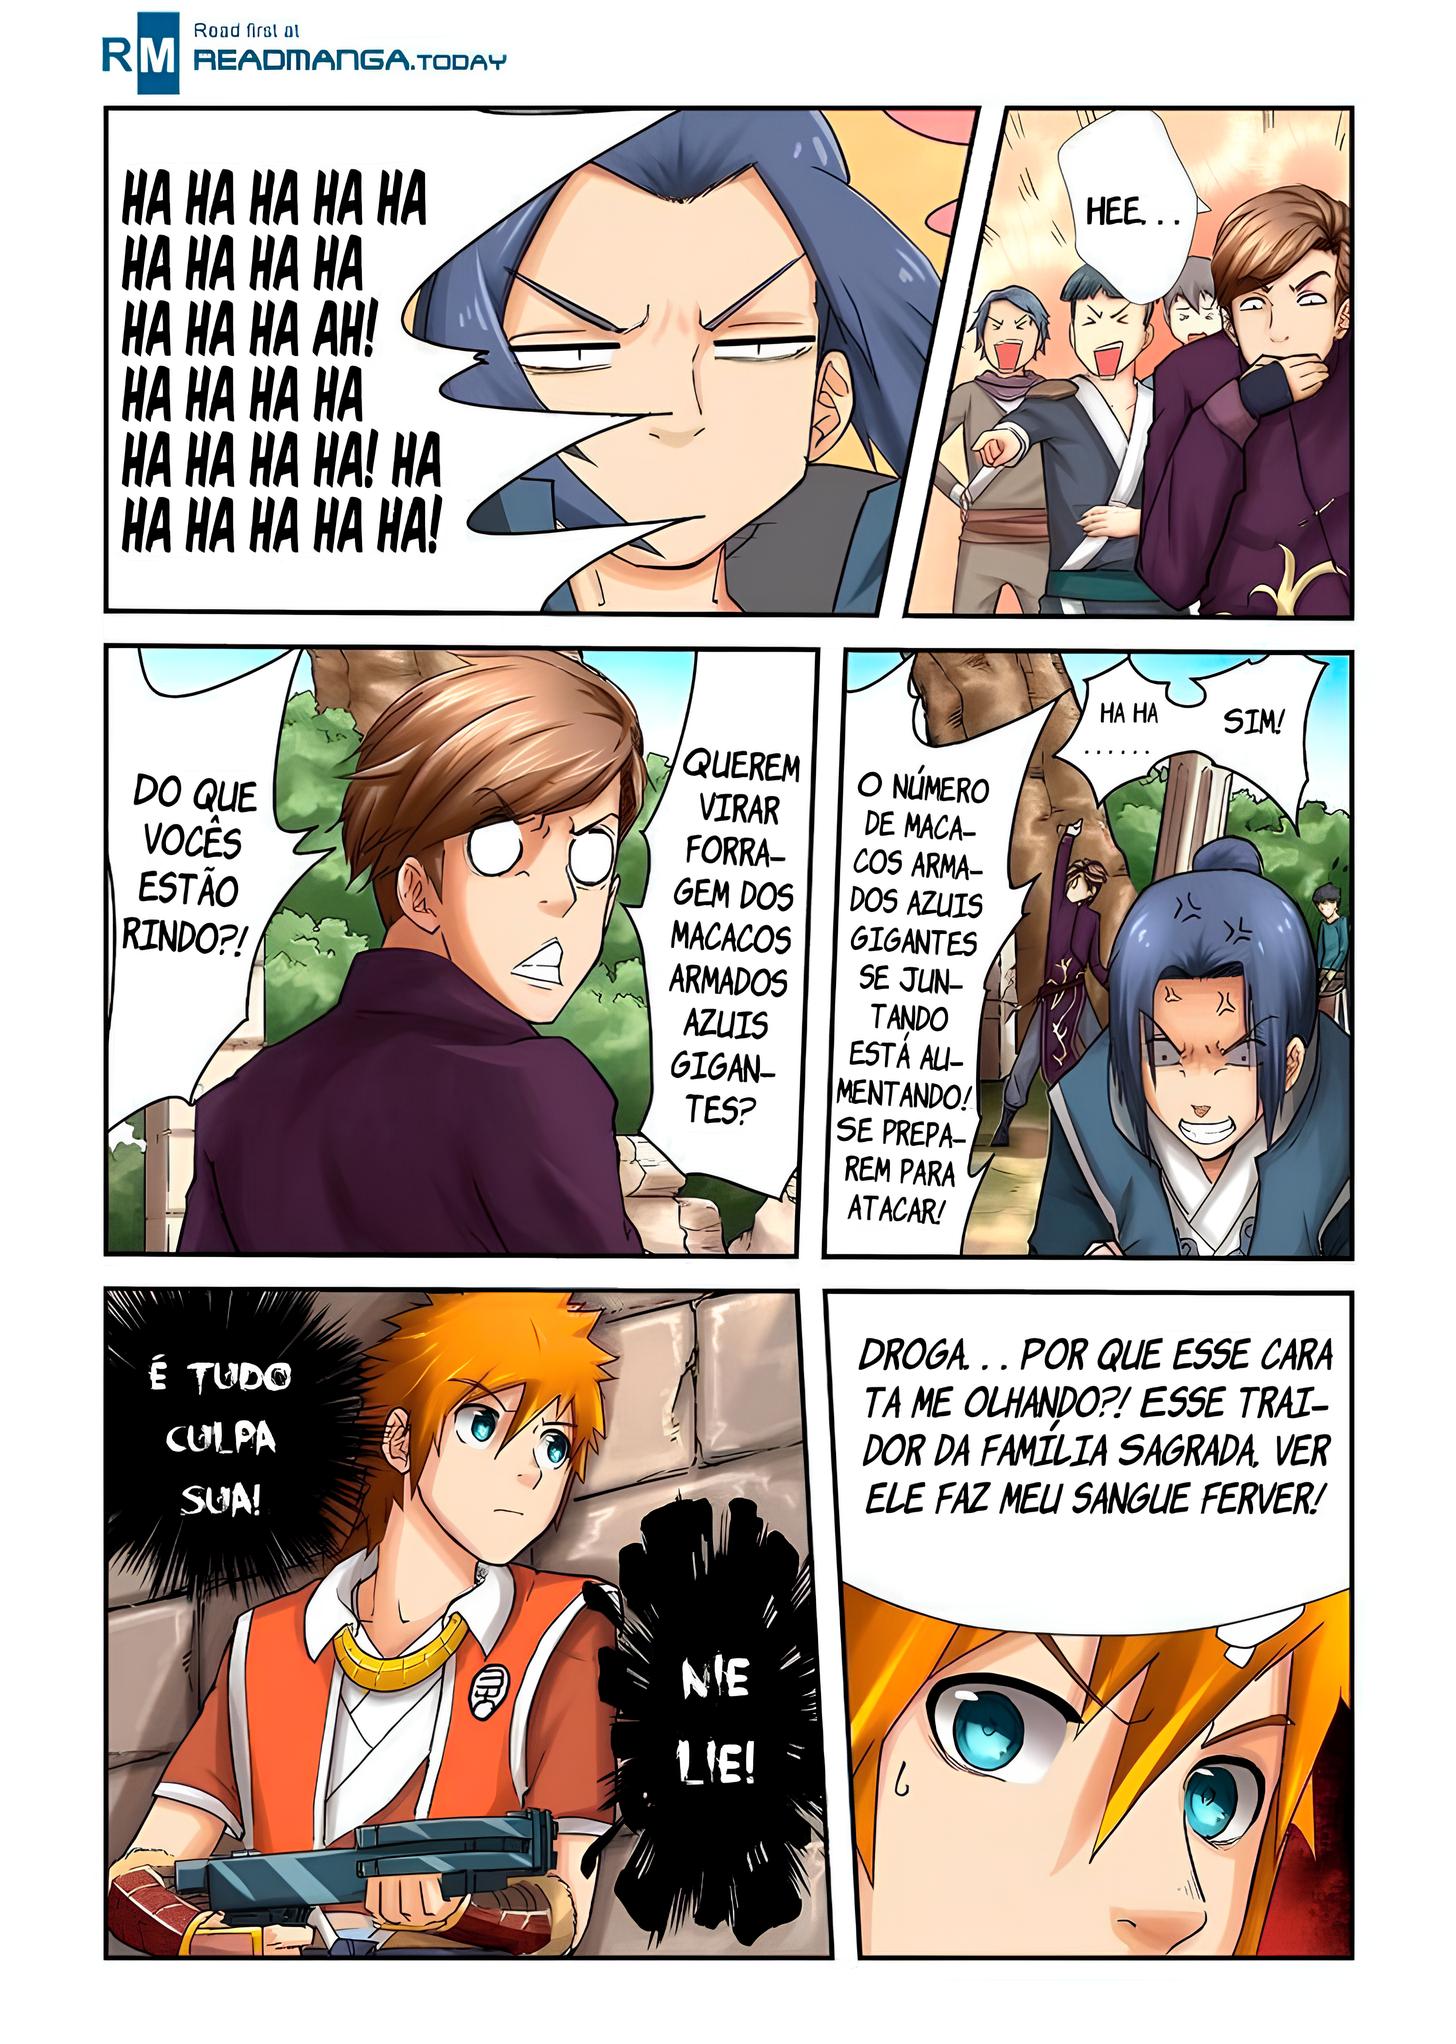 RM
Read first at
READMANGA.TODAY
HA HA HA HA HA
HA HA HA HA
HA HA HA AH!
HA HA HA HA
HA HA HA HA! HA
HA HA HA HA HA!
HEE...
DO QUE
VOCÊS
ESTÃO
RINDO?!
QUEREM
VIRAR
FORRA-
GEM DOS
MACACOS
ARMADOS
AZUIS
GIGAN-
TES?
O NÚMERO
DE MACA-
COS ARMA-
DOS AZUIS
GIGANTES
SE JUN-
TANDO
ESTÁ AU-
MENTANDO!
SE PREPA-
REM PARA
ATACAR!
HA HA
......
SIM!
É TUDO
CULPA
SUA!
NIE
LIE!
DROGA... POR QUE ESSE CARA
TA ME OLHANDO?! ESSE TRAI-
DOR DA FAMÍLIA SAGRADA, VER
ELE FAZ MEU SANGUE FERVER!